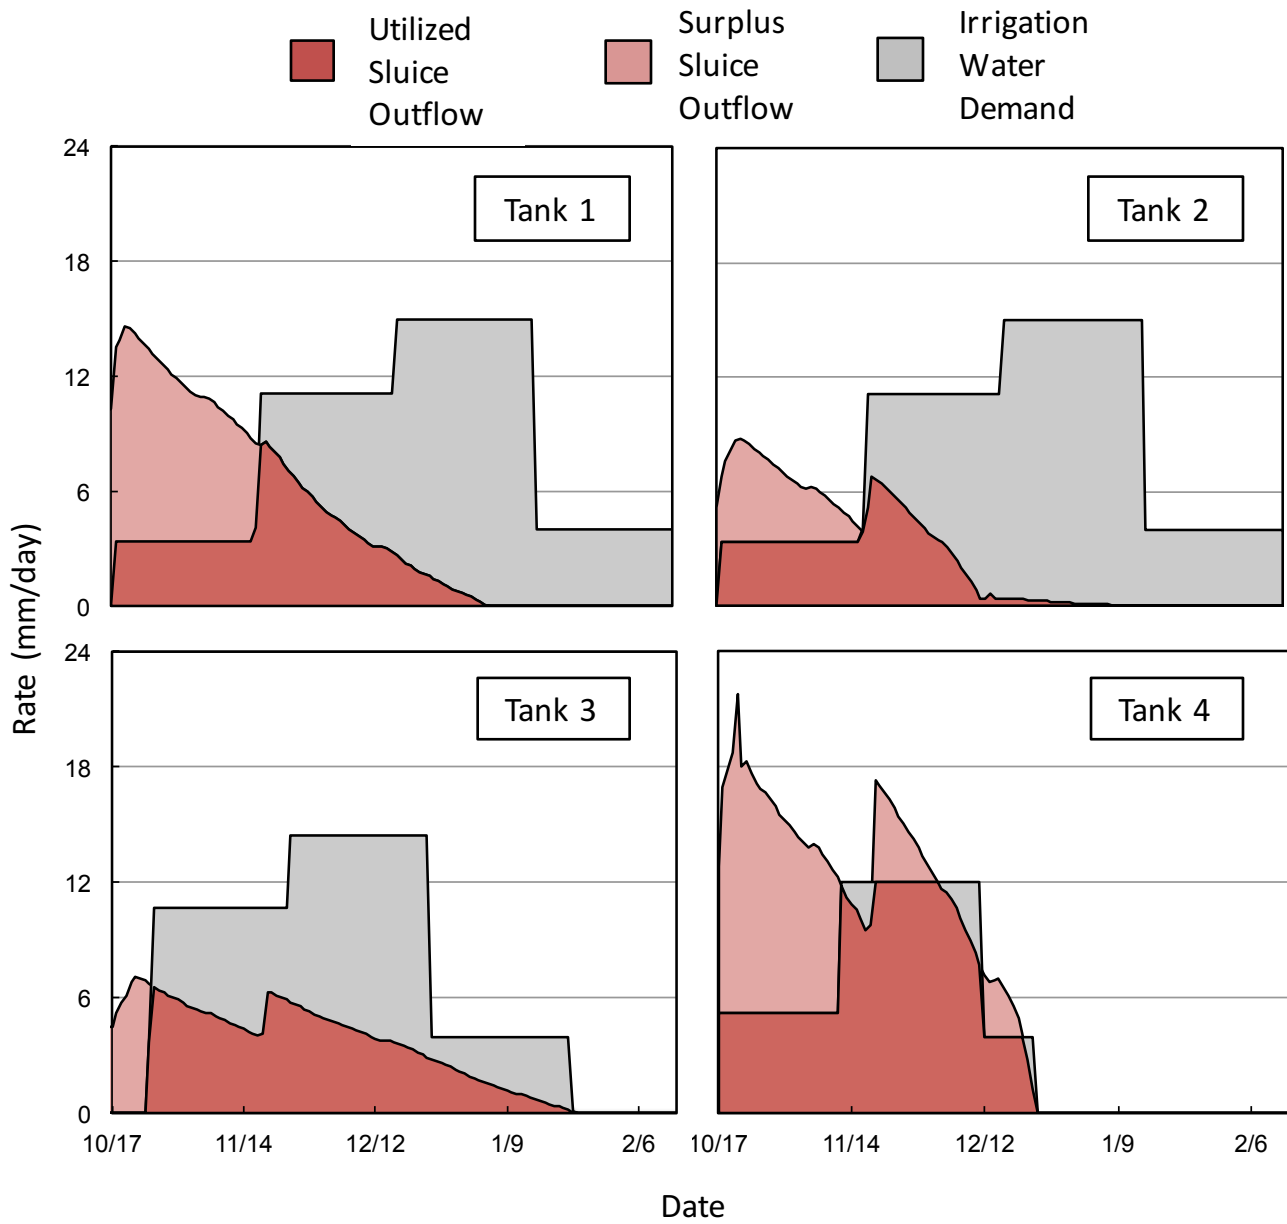 Utilized
Sluice
Outflow
Surplus
Sluice
Outflow
Irrigation
Water
Demand
24
18
12
6
0
Tank 1
Tank 2
Rate (mm/day)
24
18
12
6
0
Tank 3
Tank 4
10/17
11/14
12/12
1/9
2/6
10/17
11/14
12/12
1/9
2/6
Date